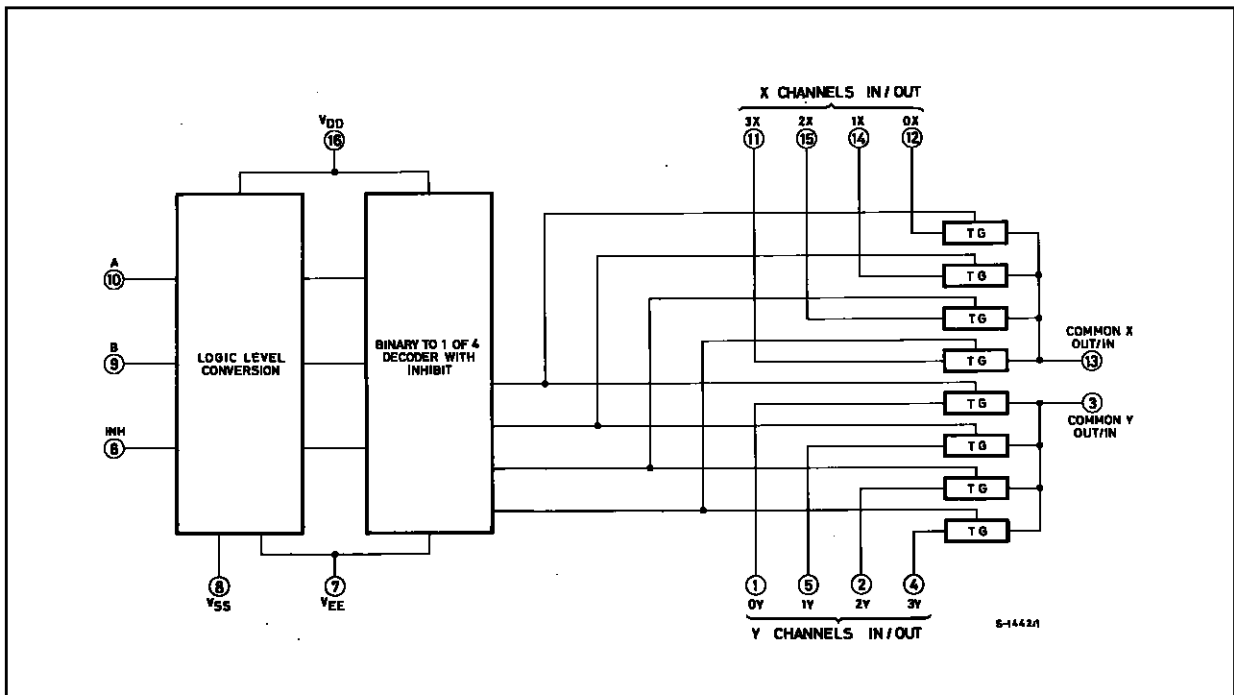 X CHANNELS IN/OUT
3X 2X 1X 0X
11 15 14 12
VDD
16
TG
TG
TG
TG
TG
TG
TG
TG
A
10
B
9
INH
6
LOGIC LEVEL
CONVERSION
BINARY TO 1 OF 4
DECODER WITH
INHIBIT
COMMON X
OUT/IN
13
3
COMMON Y
OUT/IN
8
VSS
7
VEE
1 5 2 4
0Y 1Y 2Y 3Y
Y CHANNELS IN/OUT
S-1442/1